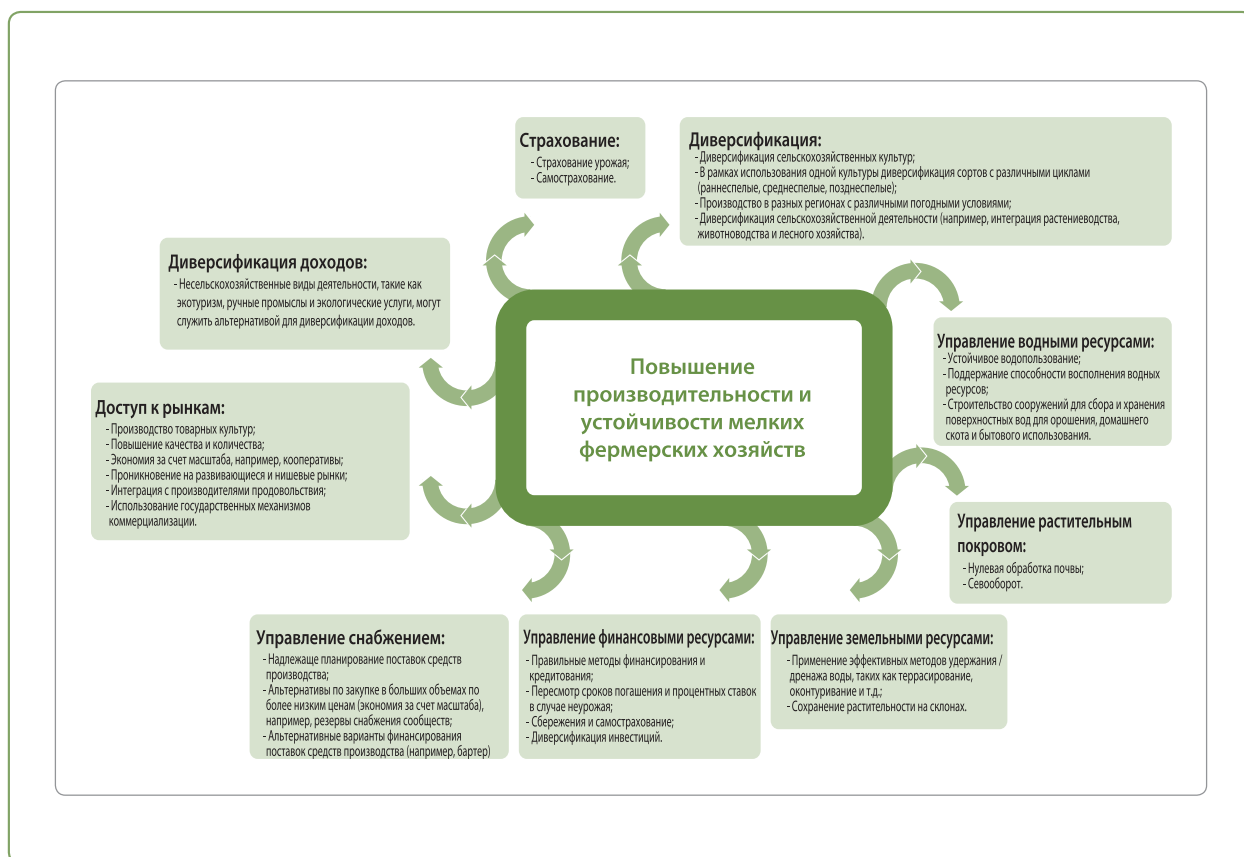 Страхование:
- Страхование урожая;
- Самострахование.
Диверсификация:
- Диверсификация сельскохозяйственных культур;
- В рамках использования одной культуры диверсификация сортов с различными циклами
(раннеспелые, среднеспелые, позднеспелые);
- Производство в разных регионах с различными погодными условиями;
- Диверсификация сельскохозяйственной деятельности (например, интеграция растениеводства,
животноводства и лесного хозяйства).
Диверсификация доходов:
- Несельскохозяйственные виды деятельности, такие как
экотуризм, ручные промыслы и экологические услуги, могут
служить альтернативой для диверсификации доходов.
Управление водными ресурсами:
- Устойчивое водопользование;
- Поддержание способности восполнения водных
ресурсов;
- Строительство сооружений для сбора и хранения
поверхностных вод для орошения, домашнего
скота и бытового использования.
Повышение
производительности и
устойчивости мелких
фермерских хозяйств
Доступ к рынкам:
- Производство товарных культур;
- Повышение качества и количества;
- Экономия за счет масштаба, например, кооперативы;
- Проникновение на развивающиеся и нишевые рынки;
- Интеграция с производителями продовольствия;
- Использование государственных механизмов
коммерциализации.
Управление растительным
покровом:
- Нулевая обработка почвы;
- Севооборот.
Управление снабжением:
- Надлежаще планирование поставок средств
производства;
- Альтернативы по закупке в больших объемах по
более низким ценам (экономия за счет масштаба),
например, резервы снабжения сообществ;
- Альтернативные варианты финансирования
поставок средств производства (например, бартер)
Управление финансовыми ресурсами:
- Правильные методы финансирования и
кредитования;
- Пересмотр сроков погашения и процентных ставок
в случае неурожая;
- Сбережения и самострахование;
- Диверсификация инвестиций.
Управление земельными ресурсами:
- Применение эффективных методов удержания /
дренажа воды, таких как террасирование,
оконтуривание и т.д.;
- Сохранение растительности на склонах.